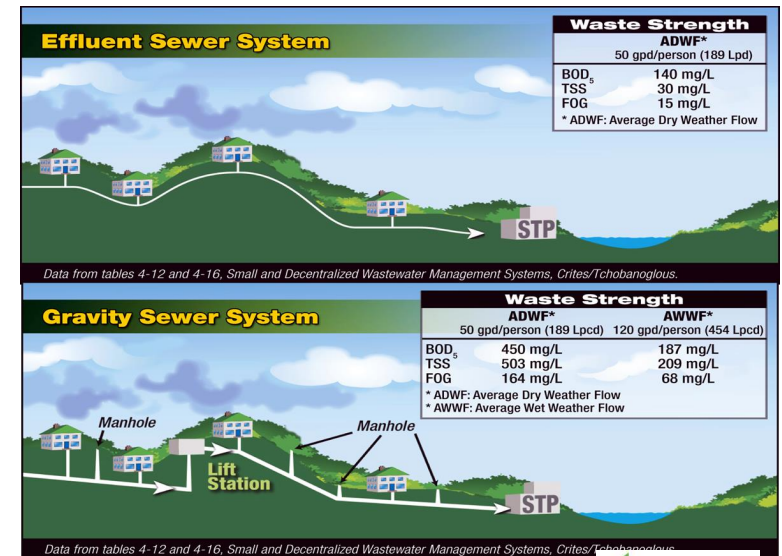 Effluent Sewer System
Waste Strength
ADWF*
50 gpd/person (189 Lpd)
BOD5 140 mg/L
TSS 30 mg/L
FOG 15 mg/L
* ADWF: Average Dry Weather Flow
STP
Data from tables 4-12 and 4-16, Small and Decentralized Wastewater Management Systems, Crites/Tchobanoglous.
Gravity Sewer System
Waste Strength
ADWF* AWWF*
50 gpd/person (189 Lpcd) 120 gpd/person (454 Lpcd)
BOD5 450 mg/L 187 mg/L
TSS 503 mg/L 209 mg/L
FOG 164 mg/L 68 mg/L
* ADWF: Average Dry Weather Flow
* AWWF: Average Wet Weather Flow
Manhole
Manhole
Lift
Station
STP
Data from tables 4-12 and 4-16, Small and Decentralized Wastewater Management Systems, Crites/Tchobanoglous.